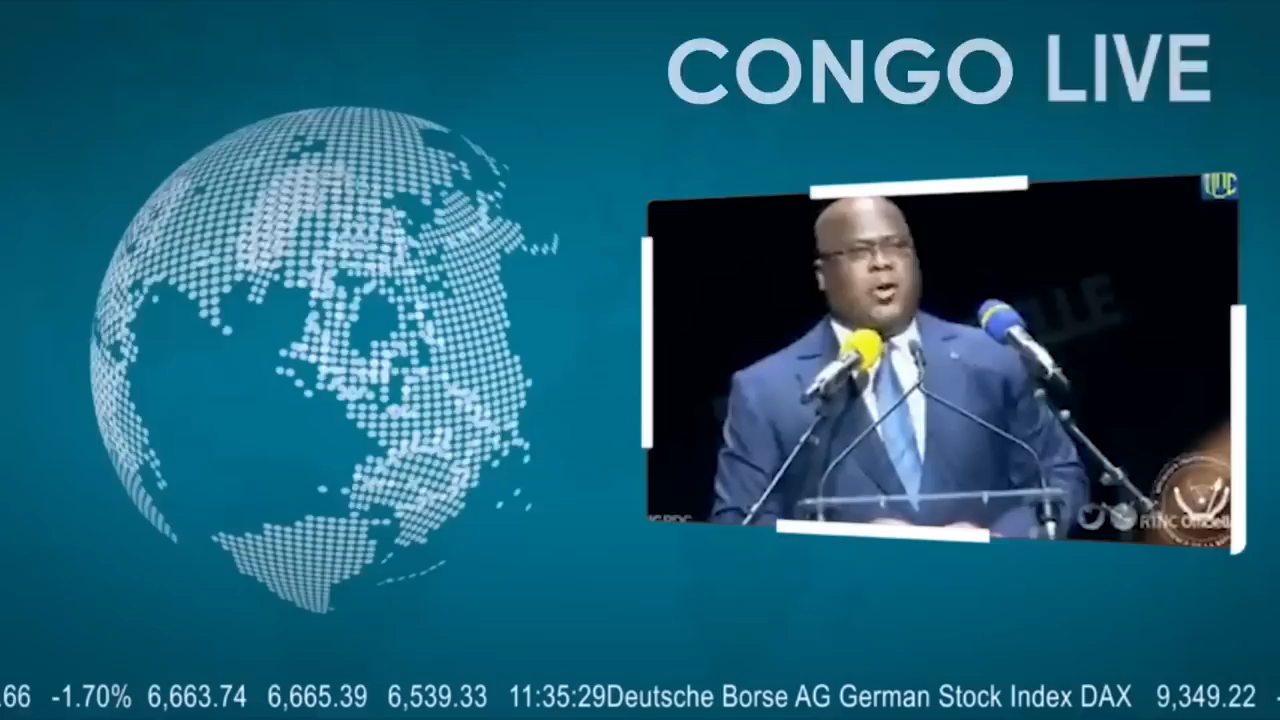 CONGO LIVE
RTNC
.66 -1.70% 6,663.74 6,665.39 6,539.33 11:35:29Deutsche Borse AG German Stock Index DAX 9,349.22